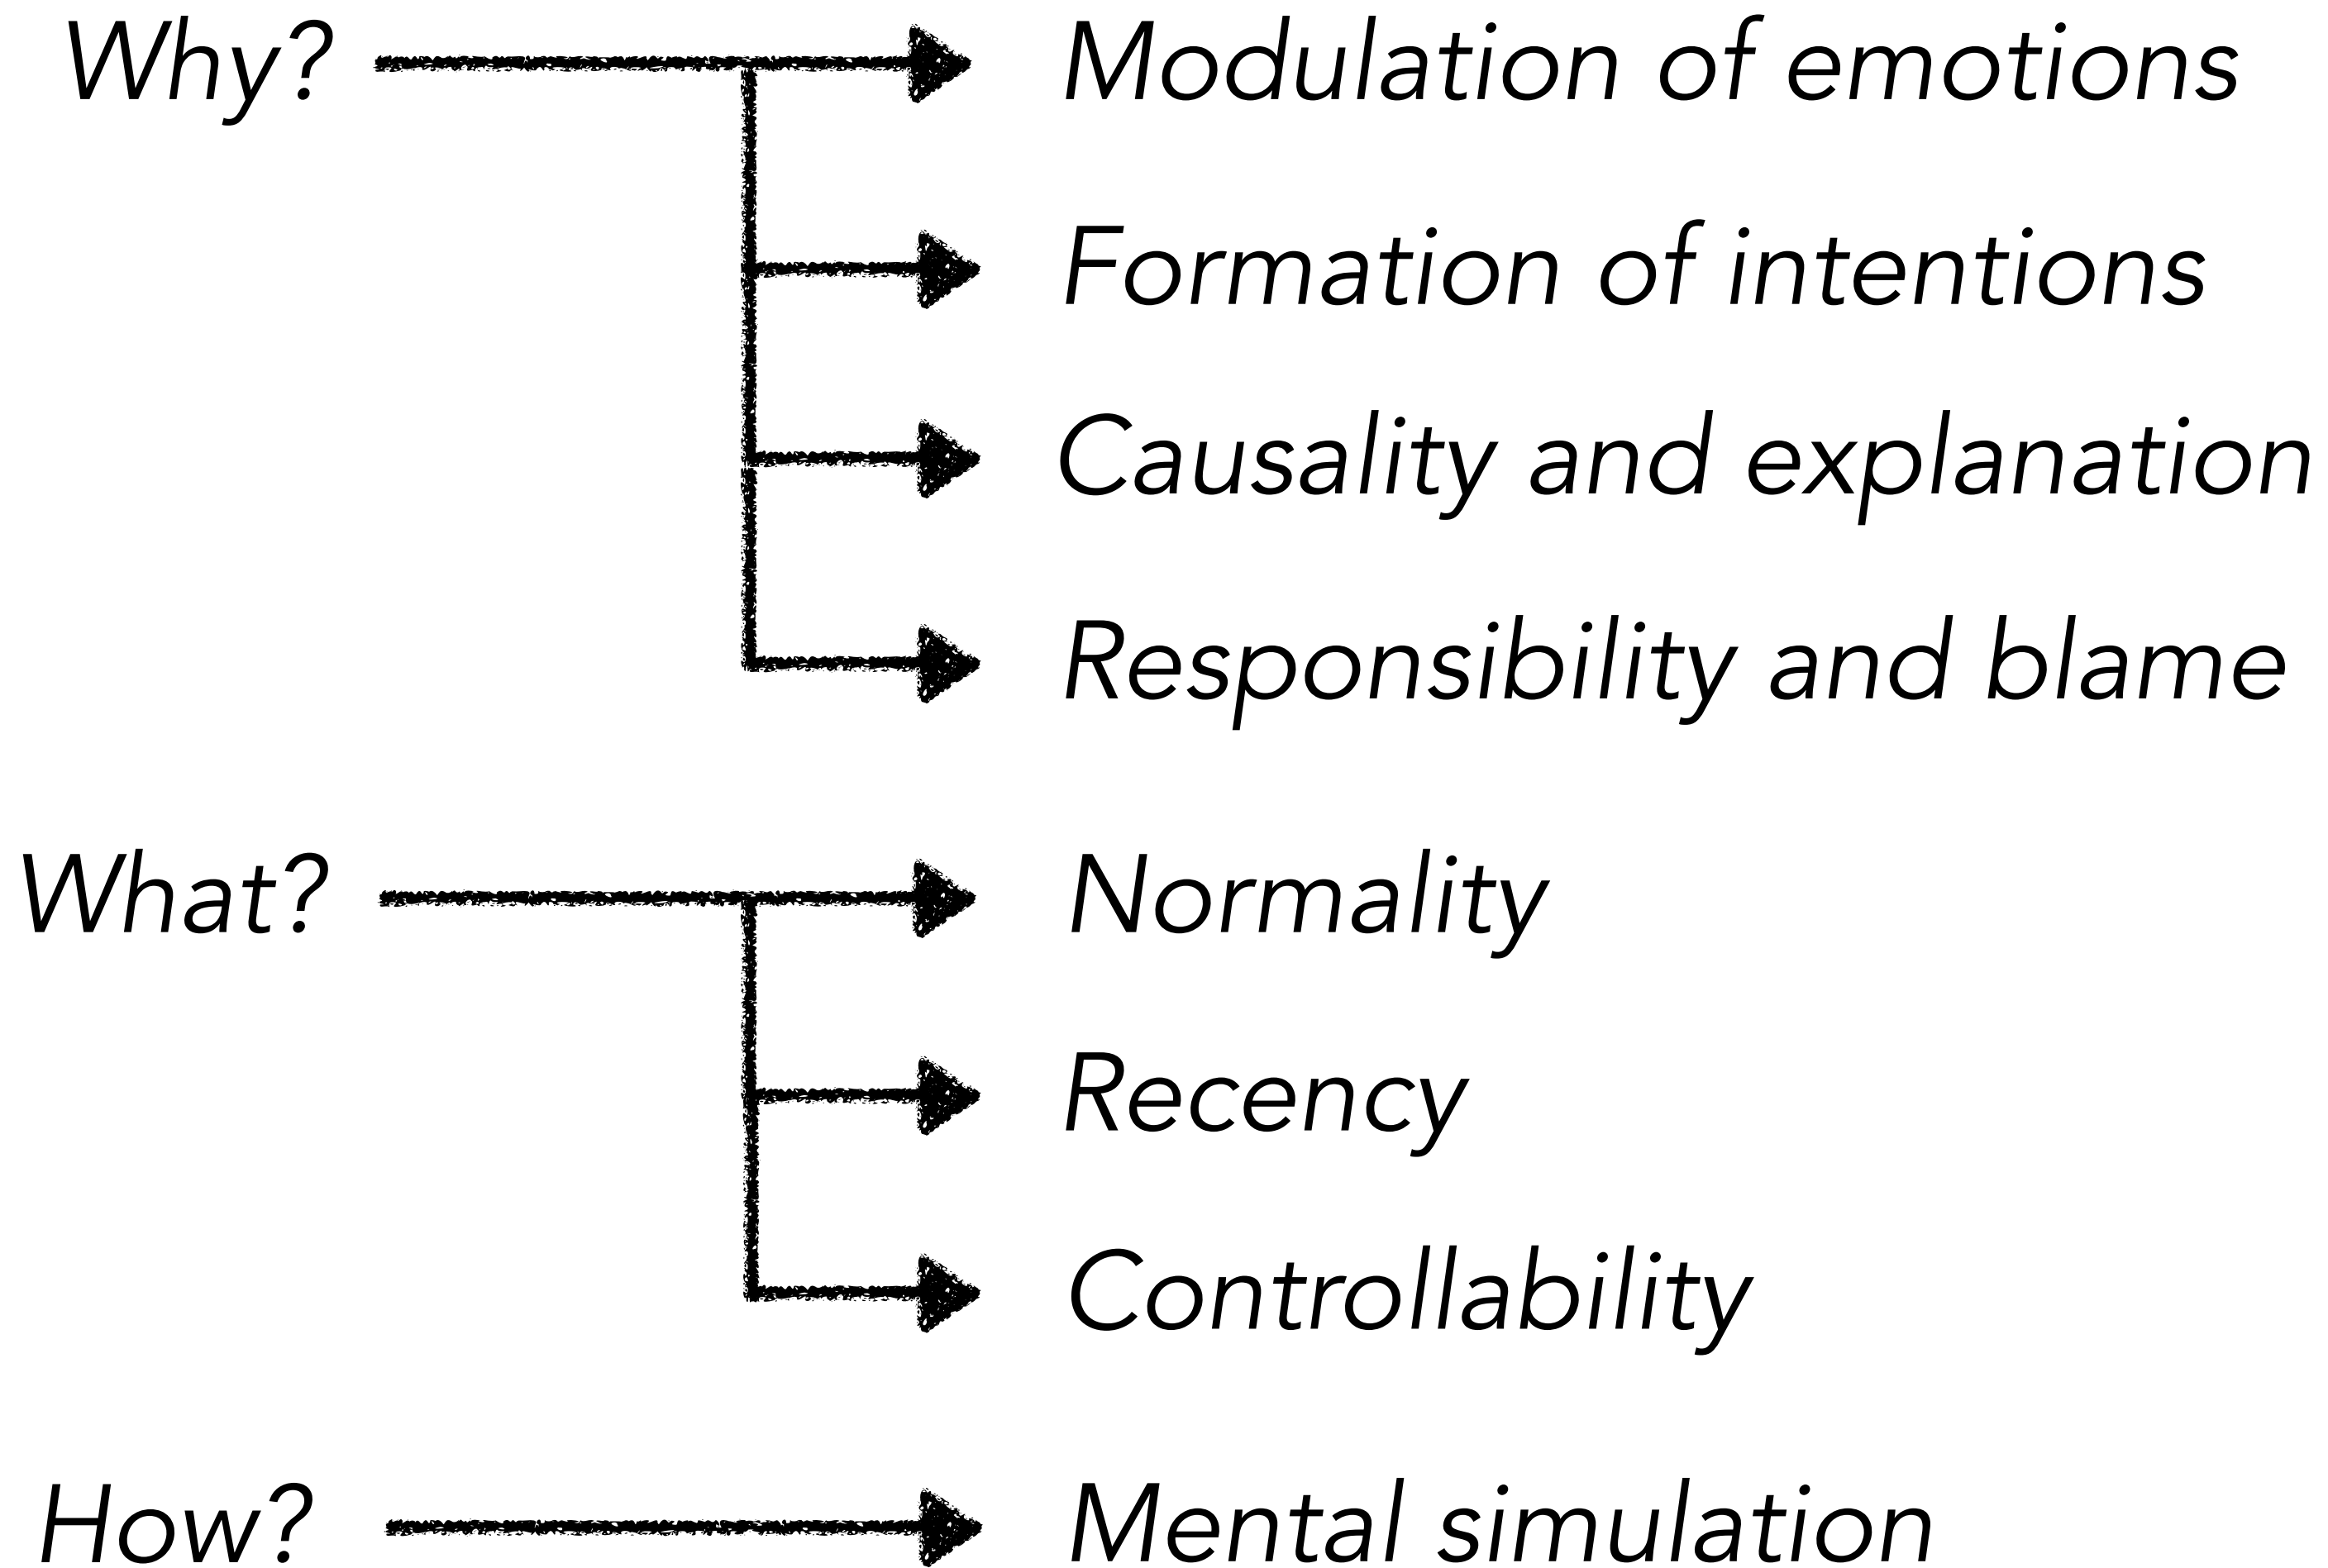 Why? Modulation of emotions
Formation of intentions
Causality and explanation
Responsibility and blame
What? Normality
Recency
Controllability
How? Mental simulation